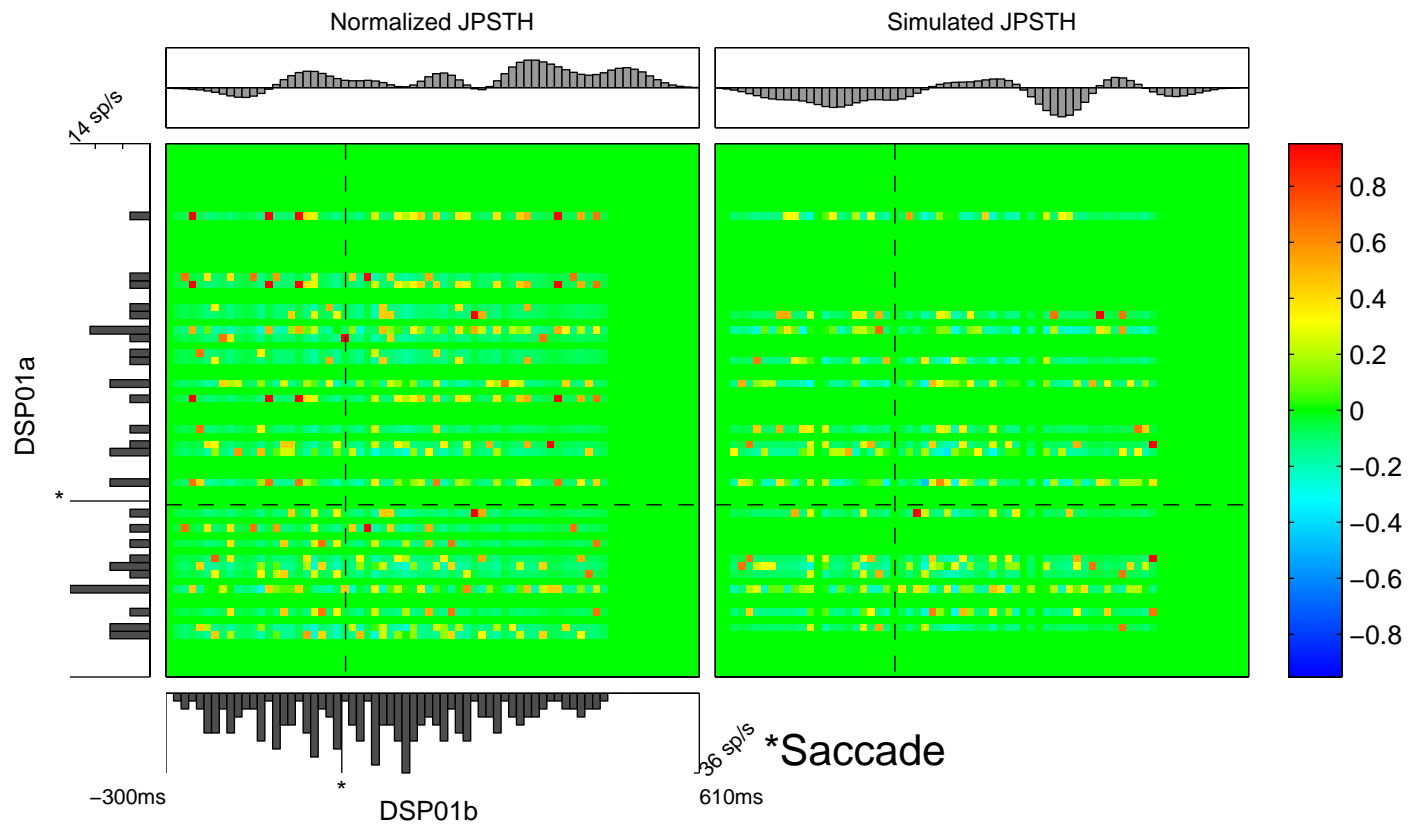 Normalized JPSTH
Simulated JPSTH
14 sp/s
0.8
0.6
0.4
0.2
0
−0.2
−0.4
−0.6
−0.8
DSP01a
*
36 sp/s
*Saccade
*
−300ms
610ms
DSP01b